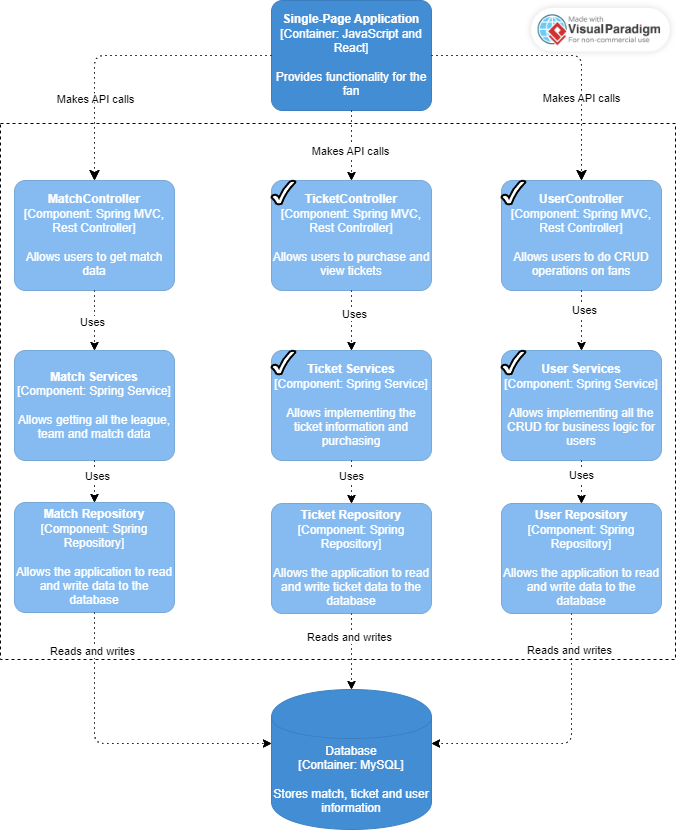 Single-Page Application
[Container: JavaScript and
React]
Provides functionality for the
fan
Made with
VisualParadigm
For non-commercial use
Makes API calls
Makes API calls
Makes API calls
MatchController
[Component: Spring MVC,
Rest Controller]
Allows users to get match
data
TicketController
[Component: Spring MVC,
Rest Controller]
Allows users to purchase and
view tickets
UserController
[Component: Spring MVC,
Rest Controller]
Allows users to do CRUD
operations on fans
Uses
Uses
Uses
Match Services
[Component: Spring Service]
Allows getting all the league,
team and match data
Ticket Services
[Component: Spring Service]
Allows implementing the
ticket information and
purchasing
User Services
[Component: Spring Service]
Allows implementing all the
CRUD for business logic for
users
Uses
Uses
Uses
Match Repository
[Component: Spring
Repository]
Allows the application to read
and write data to the
database
Ticket Repository
[Component: Spring
Repository]
Allows the application to read
and write ticket data to the
database
User Repository
[Component: Spring
Repository]
Allows the application to read
and write data to the
database
Reads and writes
Reads and writes
Reads and writes
Database
[Container: MySQL]
Stores match, ticket and user
information